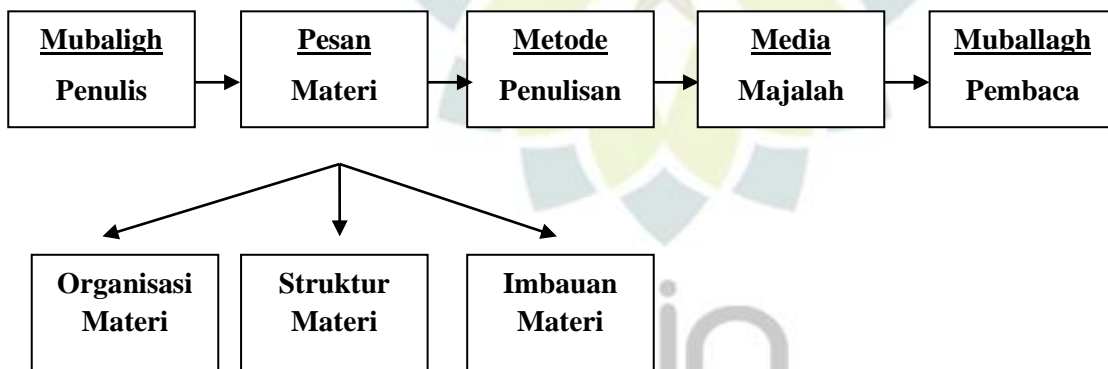 Mubaligh
Penulis
Pesan
Materi
Metode
Penulisan
Media
Majalah
Muballagh
Pembaca
Organisasi
Materi
Struktur
Materi
Imbauan
Materi